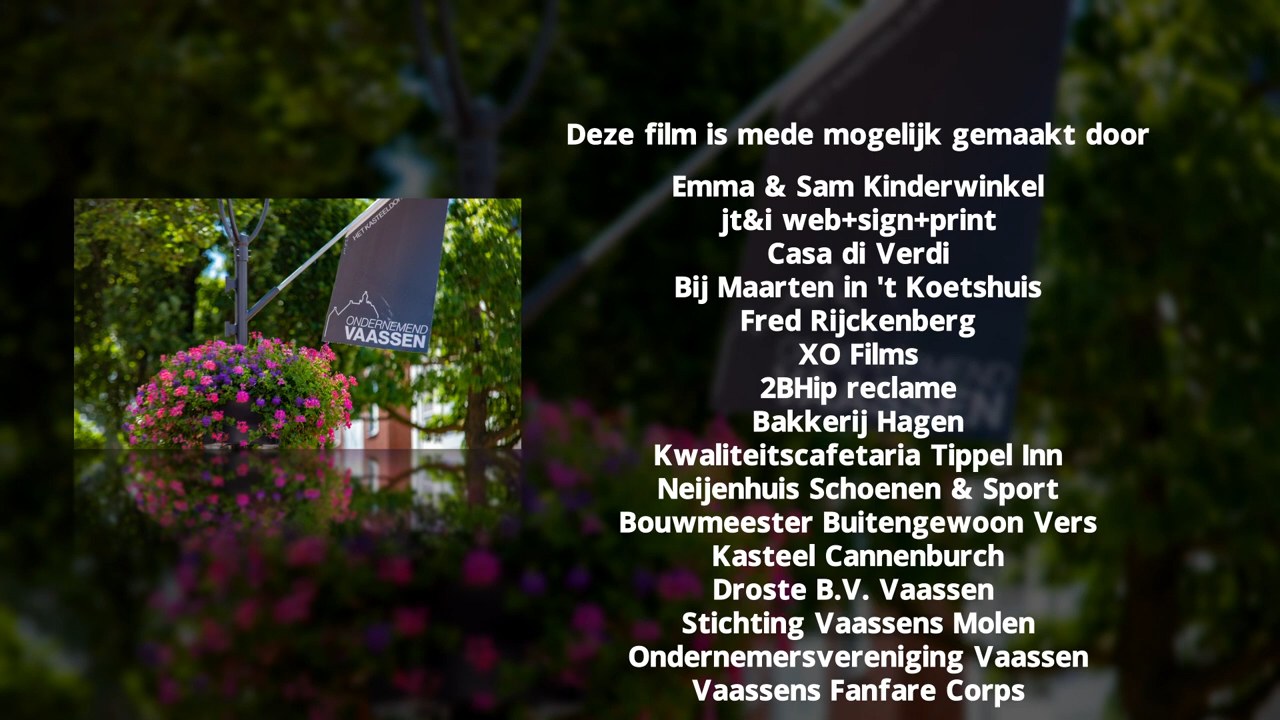 Deze film is mede mogelijk gemaakt door
Emma & Sam Kinderwinkel
jt&i web+sign+print
Casa di Verdi
Bij Maarten in 't Koetshuis
Fred Rijckenberg
XO Films
2BHip reclame
Bakkerij Hagen
Kwaliteitscafetaria Tippel Inn
Neijenhuis Schoenen & Sport
Bouwmeester Buitengewoon Vers
Kasteel Cannenburch
Droste B.V. Vaassen
Stichting Vaassens Molen
Ondernemersvereniging Vaassen
Vaassens Fanfare Corps
ONDERNEMEND
VAASSEN